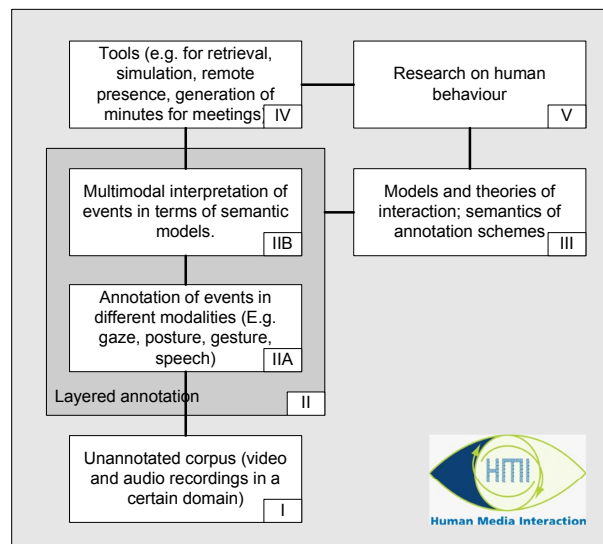 Tools (e.g. for retrieval,
simulation, remote
presence, generation of
minutes for meetings)
IV
Research on human
behaviour
V
Multimodal interpretation of
events in terms of semantic
models.
IIB
Models and theories of
interaction; semantics of
annotation schemes
III
Annotation of events in
different modalities (E.g.
gaze, posture, gesture,
speech)
IIA
Layered annotation
II
Unannotated corpus (video
and audio recordings in a
certain domain)
I
HMI
Human Media Interaction